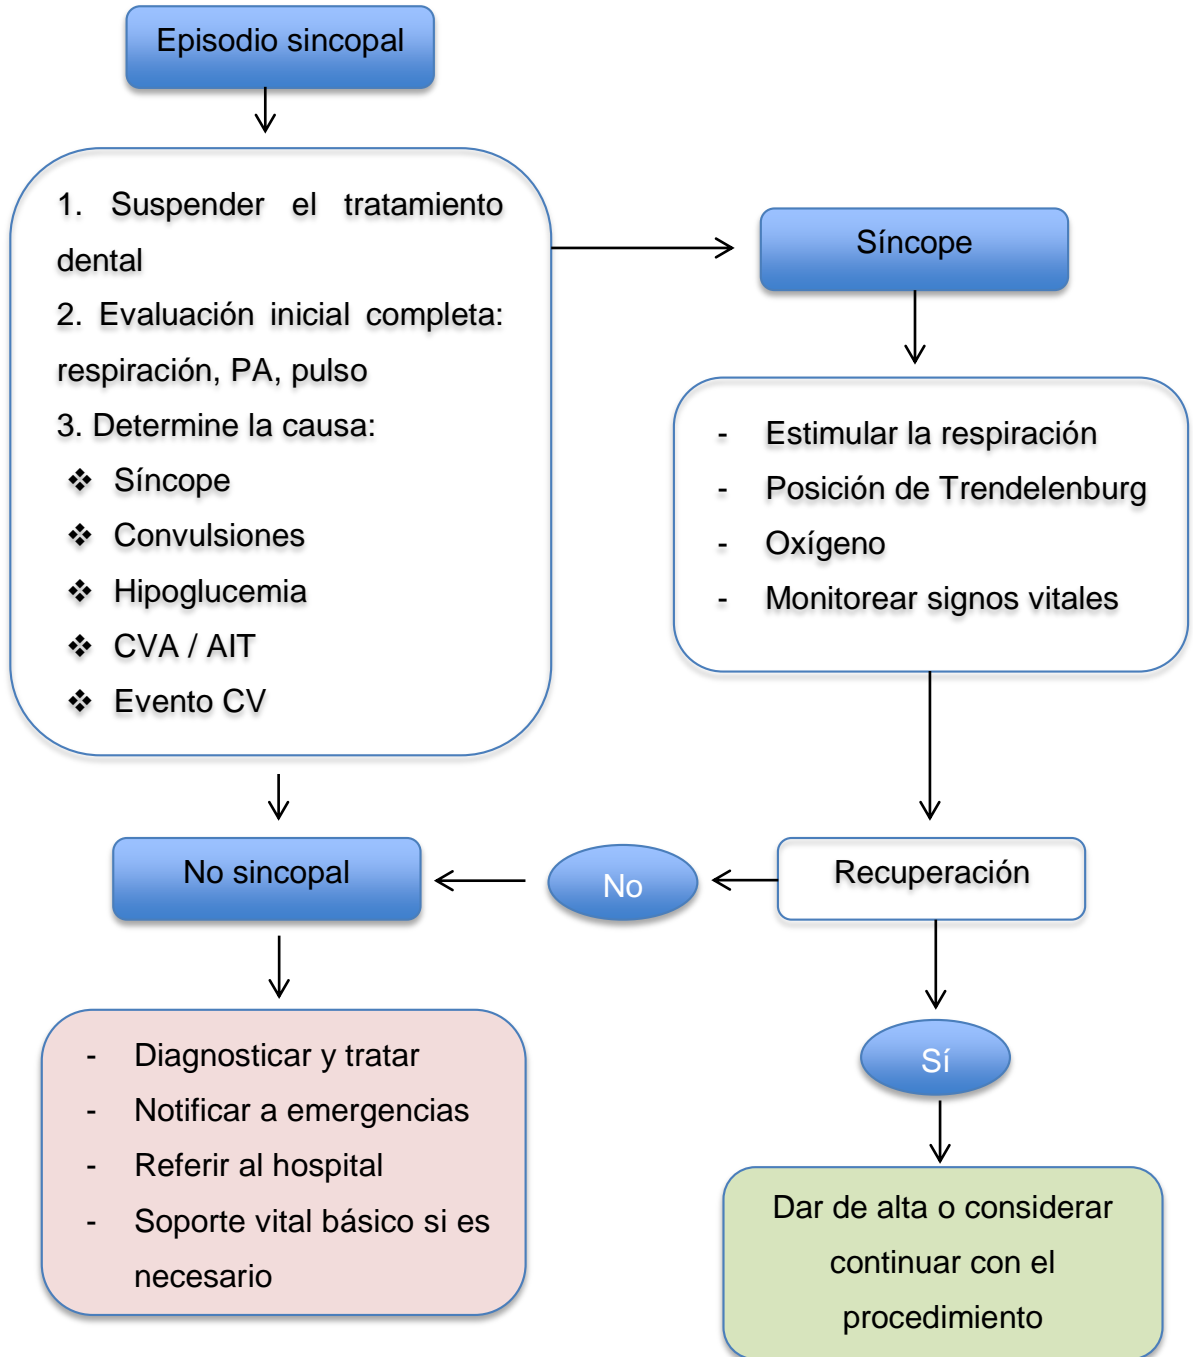 Episodio sincopal
1. Suspender el tratamiento
dental
2. Evaluación inicial completa:
respiración, PA, pulso
3. Determine la causa:
❖ Síncope
❖ Convulsiones
❖ Hipoglucemia
❖ CVA / AIT
❖ Evento CV
Síncope
- Estimular la respiración
- Posición de Trendelenburg
- Oxígeno
- Monitorear signos vitales
No sincopal
No
Recuperación
- Diagnosticar y tratar
- Notificar a emergencias
- Referir al hospital
- Soporte vital básico si es
necesario
Sí
Dar de alta o considerar
continuar con el
procedimiento